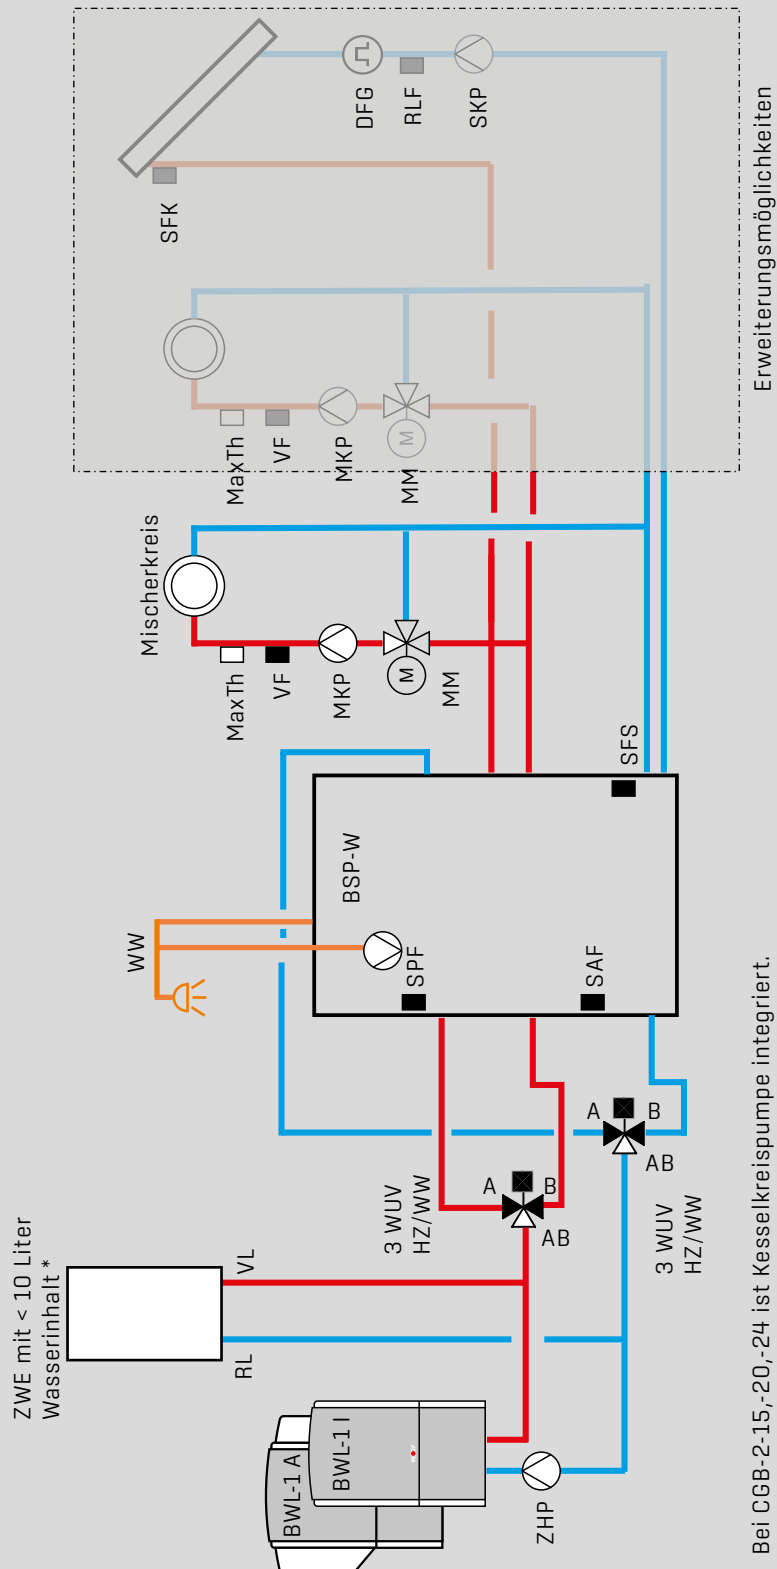 ZWE mit < 10 Liter
Wasserinhalt *
RL
VL
BWL-1 A
BWL-1 I
ZHP
3 WUV
HZ/WW
A
B
AB
3 WUV
HZ/WW
A
B
AB
WW
BSP-W
SPF
SAF
SFS
Mischerkreis
MaxTh
VF
MKP
M
MM
MaxTh
VF
MKP
M
MM
SFK
DFG
RLF
SKP
Erweiterungsmöglichkeiten
Bei CGB-2-15,-20,-24 ist Kesselkreispumpe integriert.